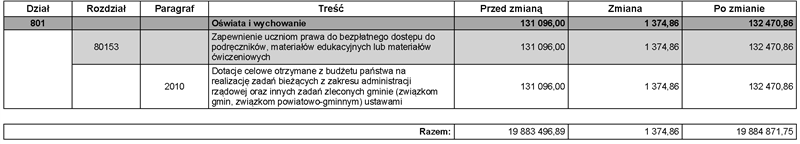 Dział Rozdział Paragraf Treść Przed zmianą Zmiana Po zmianie
801 Oświata i wychowanie 131 096,00 1 374,86 132 470,86
Zapewnienie uczniom prawa do bezpłatnego dostępu do
80153 podręczników, materiałów edukacyjnych lub materiałów 131 096,00 1 374,86 132 470,86
ćwiczeniowych
Dotacje celowe otrzymane z budżetu państwa na
realizację zadań bieżących z zakresu administracji
2010 rządowej oraz innych zadań zleconych gminie (związkom 131 096,00 1 374,86 132 470,86
gmin, związkom powiatowo-gminnym) ustawami
Razem: 19 883 496,89 1 374,86 19 884 871,75